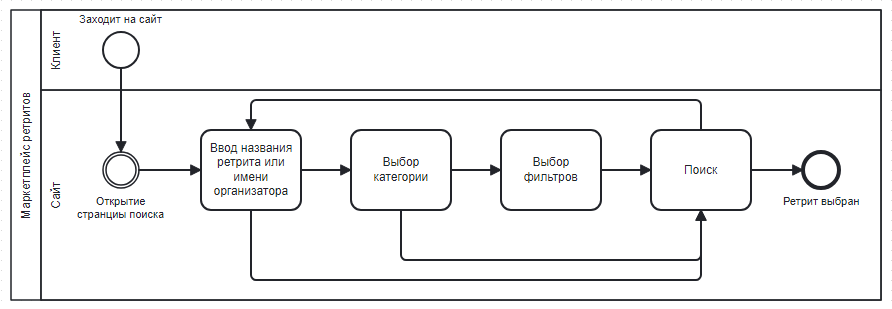 Маркетплейс ретритов
Клиент
Заходит на сайт
Сайт
Открытие
странциы поиска
Ввод названия
ретрита или
имени
организатора
Выбор
категории
Выбор
фильтров
Поиск
Ретрит выбран